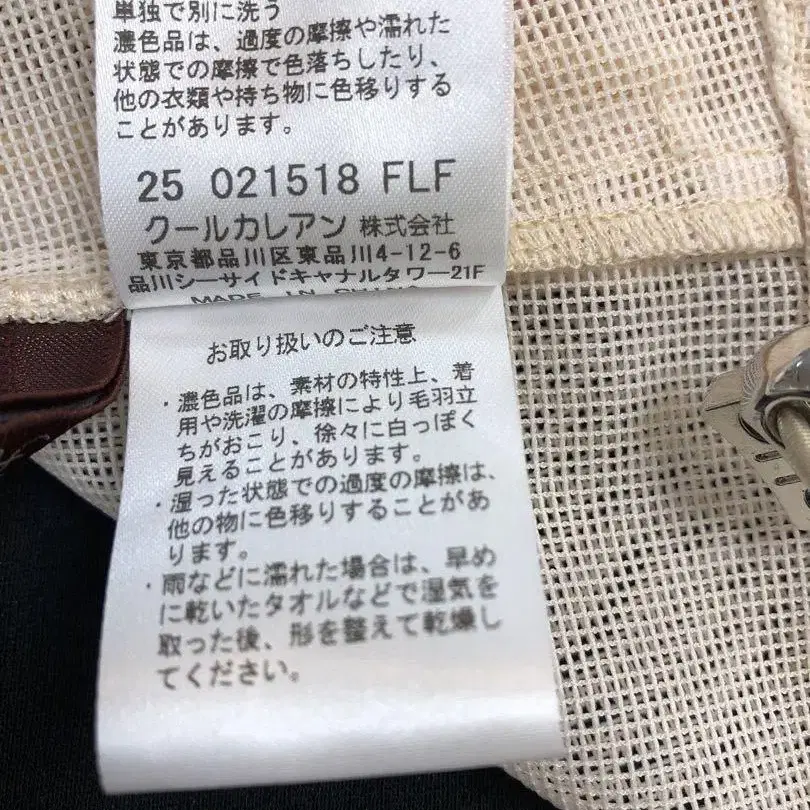 単独で別に洗う
濃色品は、過度の摩擦や濡れた
状態での摩擦で色落ちしたり、
他の衣類や持ち物に色移りする
ことがあります。
25 021518 FLF
クールカレアン 株式会社
東京都品川区東品川4-12-6
品川シーサイドキャナルタワー21F
MADE IN CHINA
お取り扱いのご注意
・濃色品は、素材の特性上、着
用や洗濯の摩擦により毛羽立
ちがおこり、徐々に白っぽく
見えることがあります。
・湿った状態での過度の摩擦は、
他の物に色移りすることがあ
ります。
・雨などに濡れた場合は、早め
に乾いたタオルなどで湿気を
取った後、形を整えて乾燥し
てください。